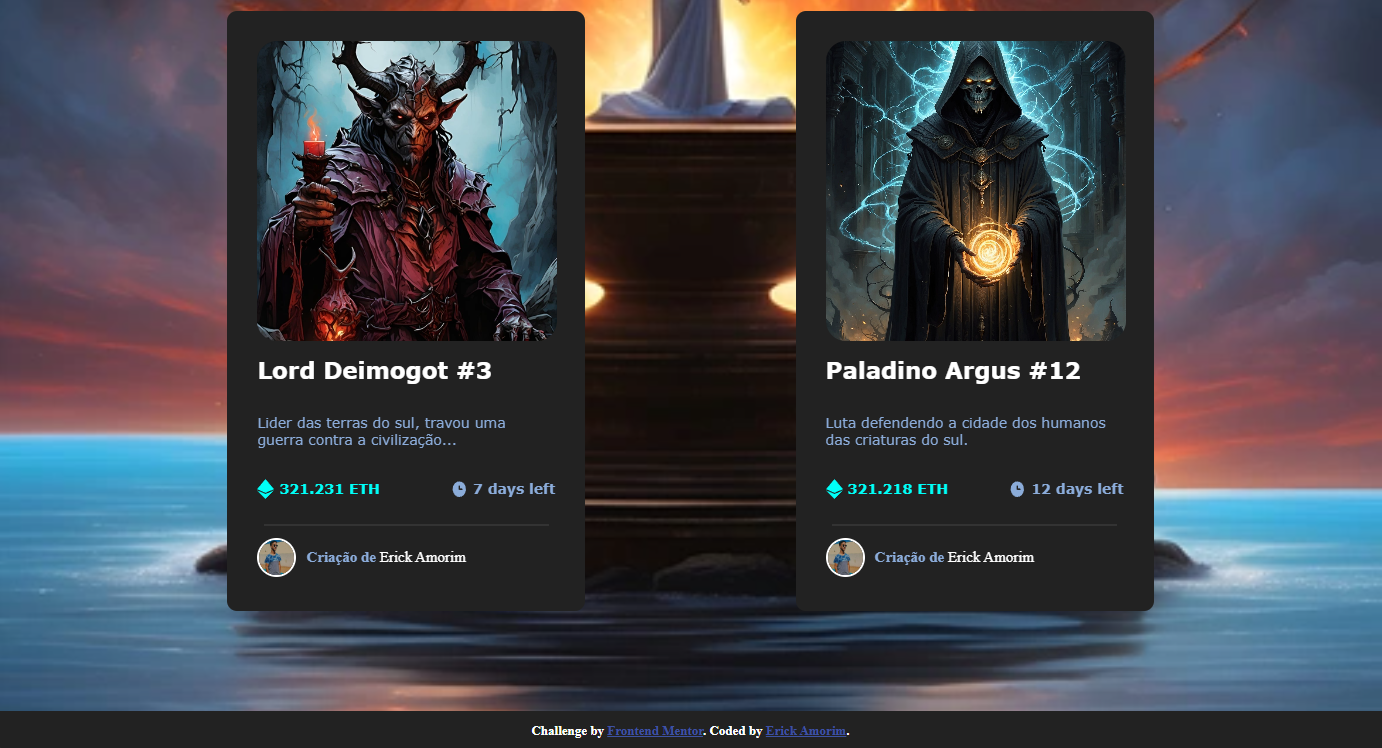 Lord Deimogot #3
Lider das terras do sul, travou uma
guerra contra a civilização...
321.231 ETH
7 days left
Criação de Erick Amorim
Paladino Argus #12
Luta defendendo a cidade dos humanos
das criaturas do sul.
321.218 ETH
12 days left
Criação de Erick Amorim
Challenge by Frontend Mentor. Coded by Erick Amorim.